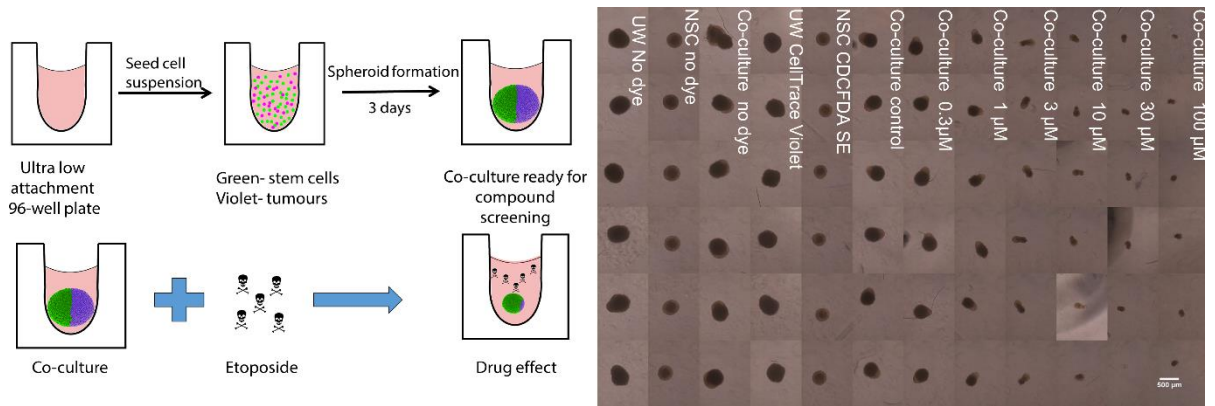 Seed cell
suspension
Spheroid formation
3 days
Ultra low
attachment
96-well plate
Green- stem cells
Violet- tumours
Co-culture ready for
compound
screening
Co-culture
Etoposide
Drug effect
UW No dye
NSC no dye
Co-culture no dye
UW CellTrace Violet
NSC CDCFDA SE
Co-culture control
Co-culture 0.3µM
Co-culture 1 µM
Co-culture 3 µM
Co-culture 10 µM
Co-culture 30 µM
Co-culture 100 µM
500 µm